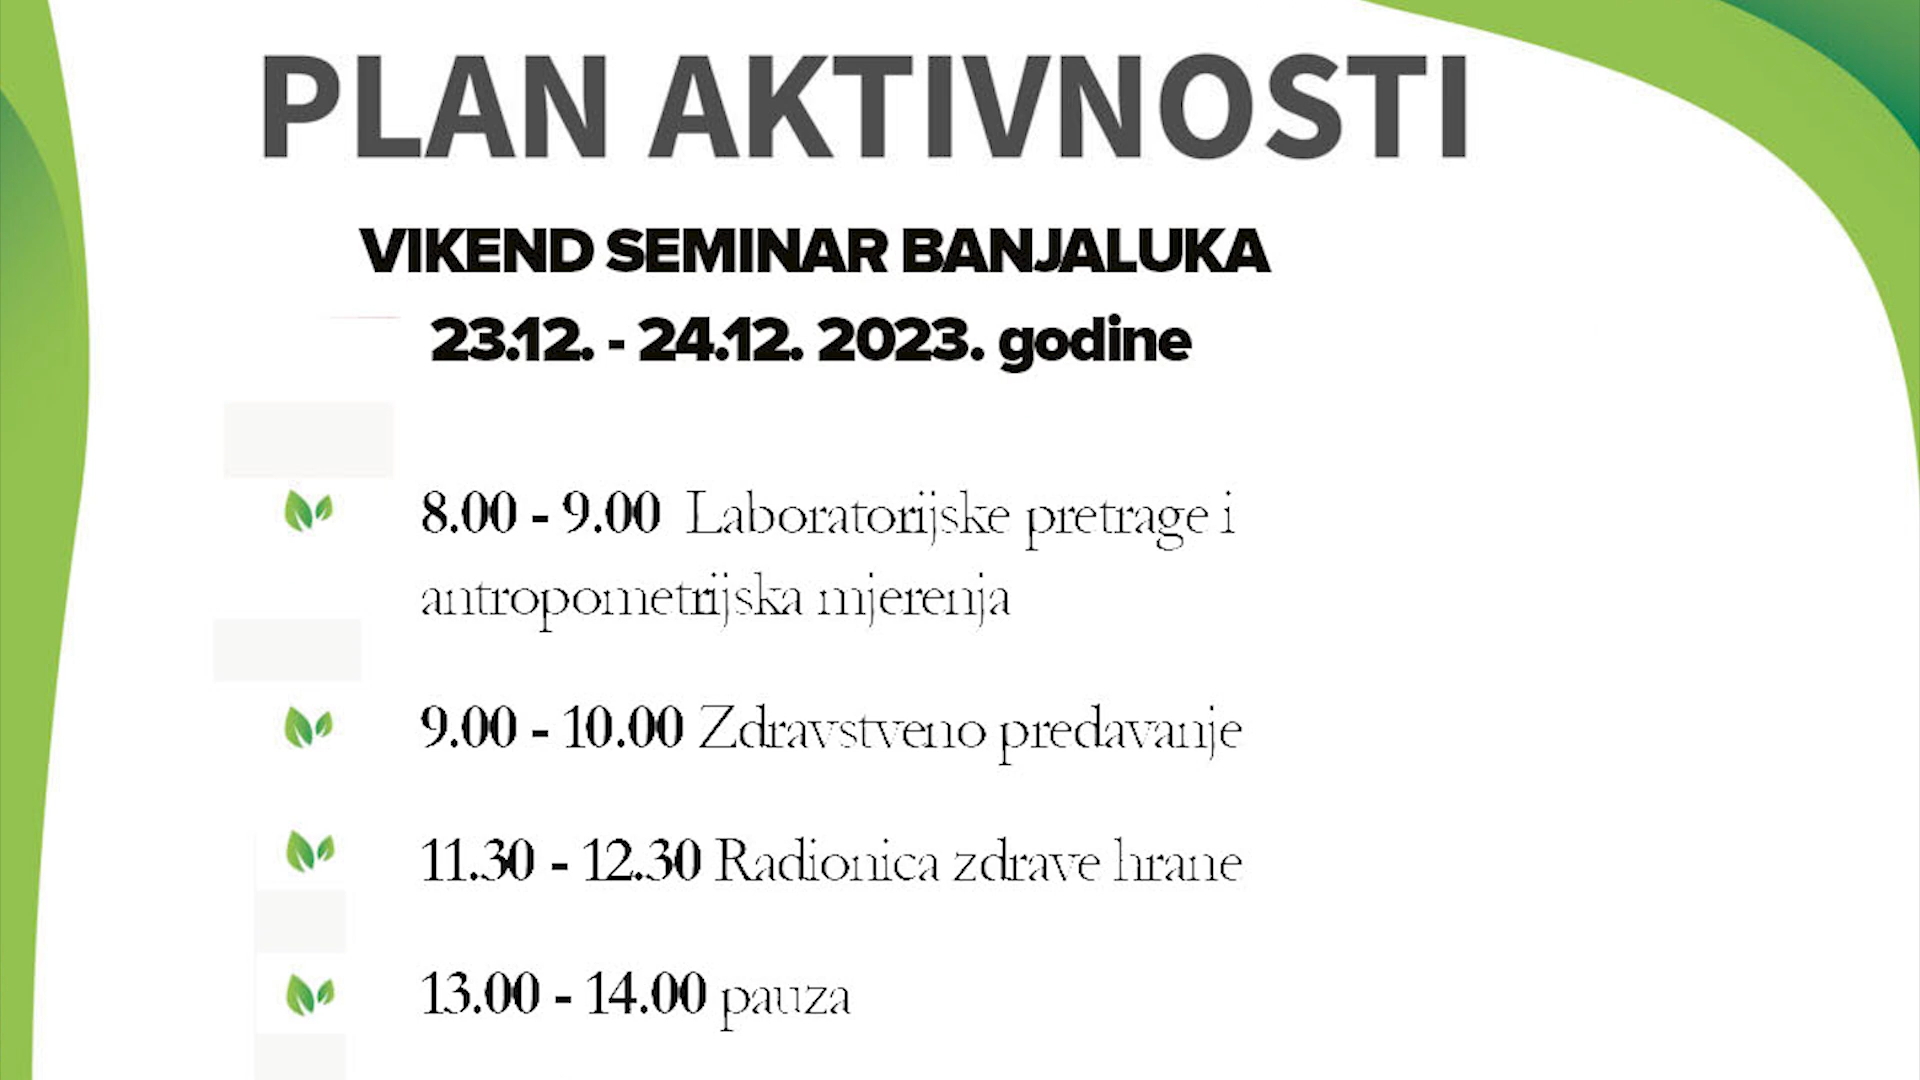 PLAN AKTIVNOSTI
VIKEND SEMINAR BANJALUKA
23.12. - 24.12. 2023. godine
8.00 - 9.00 Laboratorijske pretrage i
antropometrijska mjerenja
9.00 - 10.00 Zdravstveno predavanje
11.30 - 12.30 Radionica zdrave hrane
13.00 - 14.00 pauza